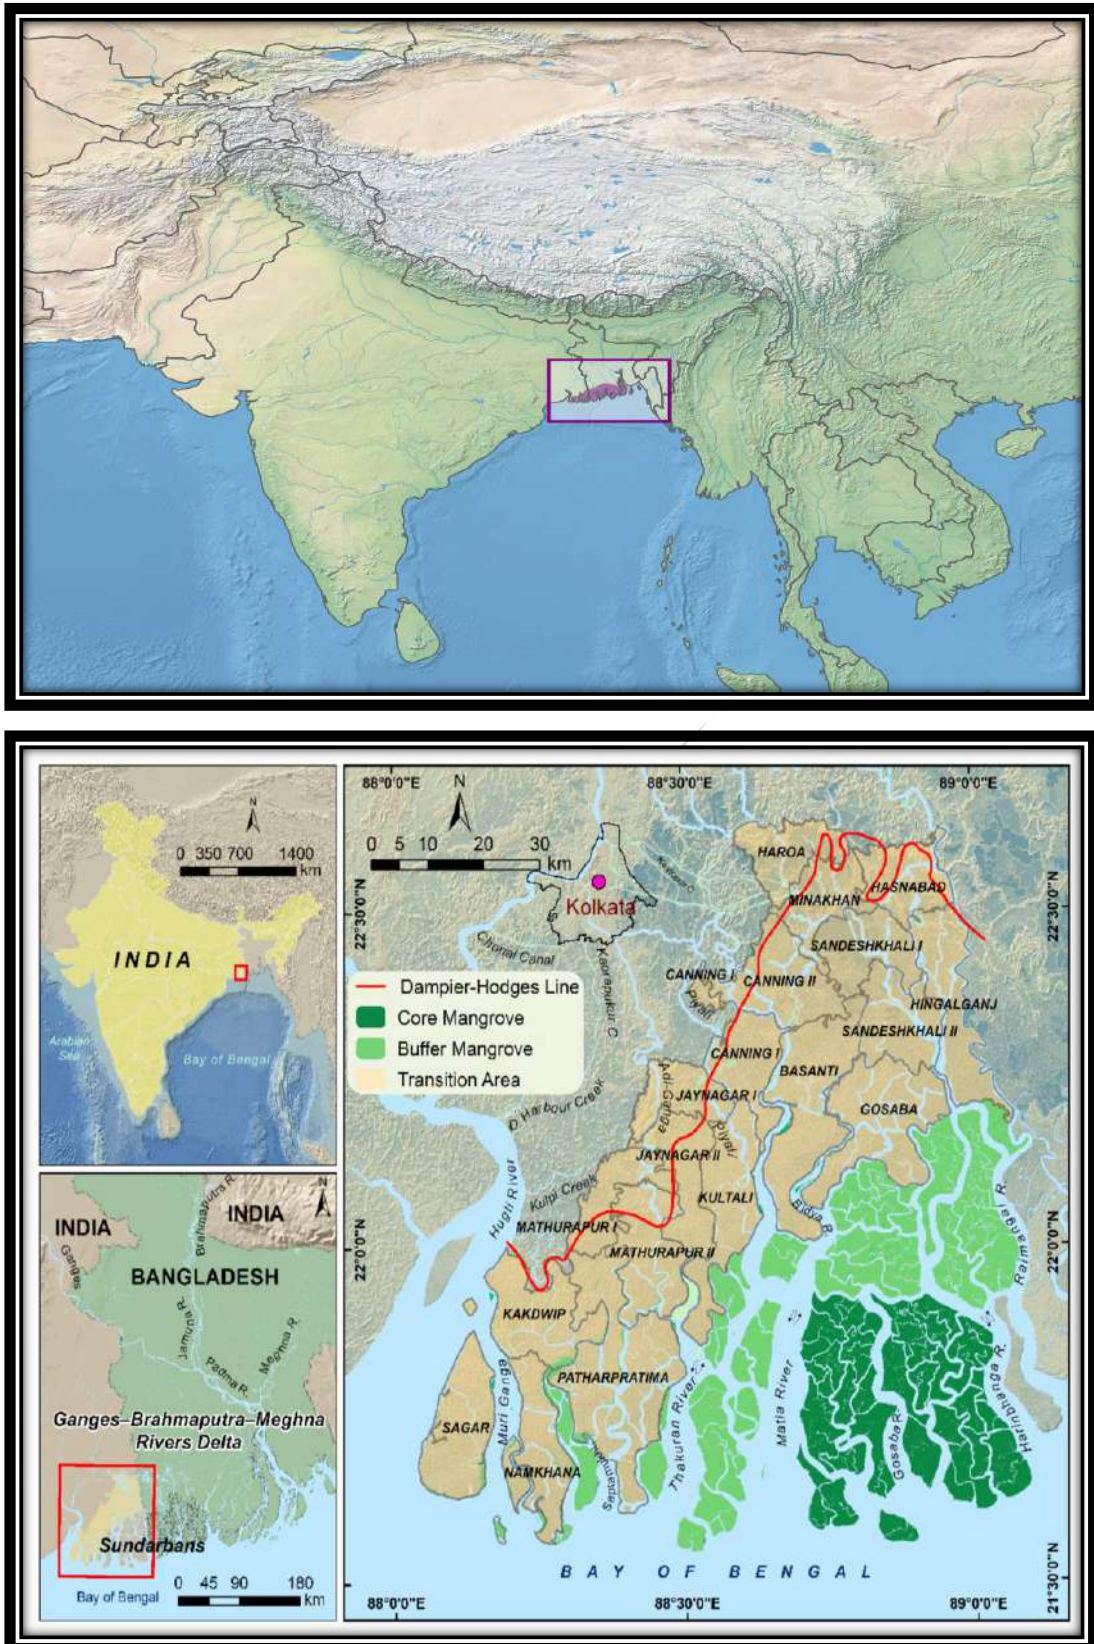 N
0 350 700 1400
km
INDIA
Arabian
Sea
Bay of Bengal
N
INDIA
INDIA
Brahmaputra R.
Ganges
BANGLADESH
Jamuna R.
Padma R.
Meghna R.
Ganges–Brahmaputra–Meghna
Rivers Delta
Sundarbans
Bay of Bengal
0 45 90 180
km
88°0'0"E
88°30'0"E
89°0'0"E
N
0 5 10 20 30
km
22°30'0"N
22°30'0"N
Kolkata
Chorial Canal
Kaorapukur C
Dampier-Hodges Line
Core Mangrove
Buffer Mangrove
Transition Area
HAROA
MINAKHAN
HASNABAD
SANDESHKHALI I
CANNING I
CANNING II
Piyali
HINGALGANJ
SANDESHKHALI II
CANNING I
BASANTI
GOSABA
Adi-Ganga
JAYNAGAR I
Piyali
JAYNAGAR II
D Harbour Creek
Kulpi Creek
Hugli River
KULTALI
Bidya R.
MATHURAPUR I
MATHURAPUR II
Raimangal R.
22°0'0"N
22°0'0"N
KAKDWIP
PATHARPRATIMA
Muri Ganga
SAGAR
NAMKHANA
Saptamukhi
Thakuran River
Matla River
Gosaba R.
Harinbhanga R.
BAY OF BENGAL
21°30'0"N
88°0'0"E
88°30'0"E
89°0'0"E